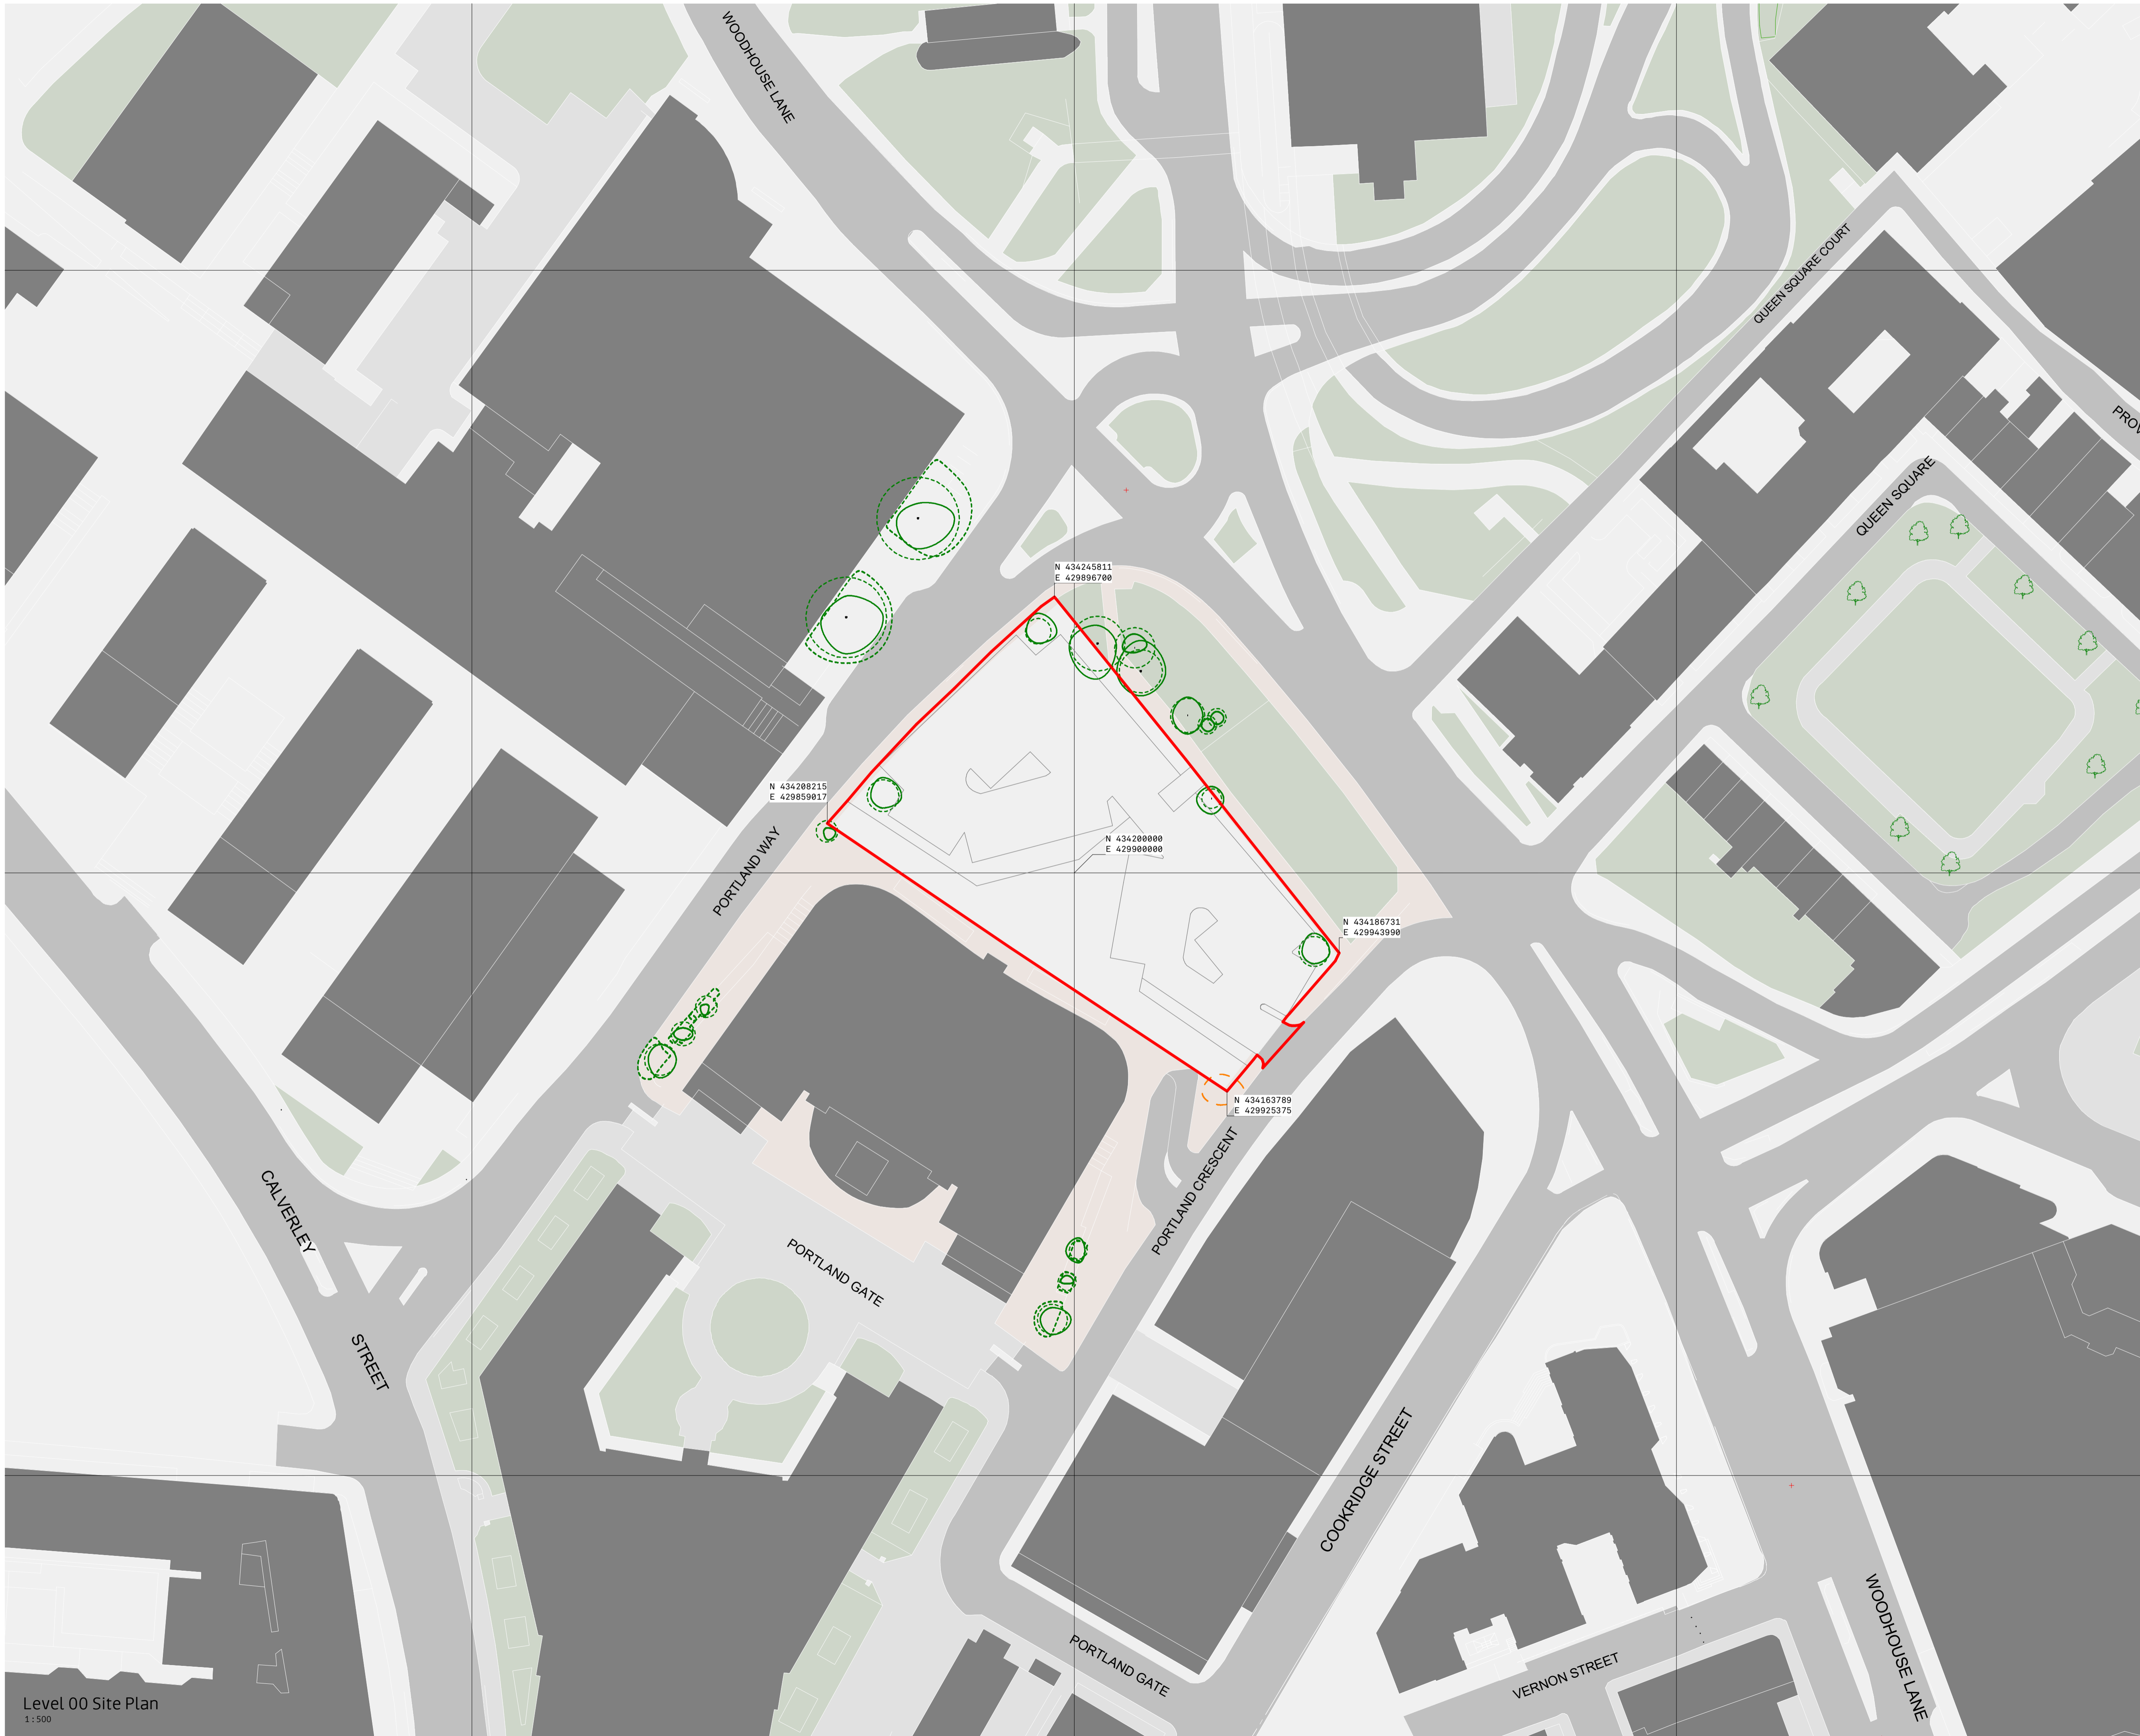 WOODHOUSE LANE
QUEEN SQUARE COURT
PROV
QUEEN SQUARE
N 434245811
E 429896700
N 434208215
E 429859017
N 434200000
E 429900000
PORTLAND WAY
N 434186731
E 429943990
N 434163789
E 429925375
PORTLAND CRESCENT
CALVERLEY
STREET
PORTLAND GATE
COOKRIDGE STREET
PORTLAND GATE
VERNON STREET
WOODHOUSE LANE
Level 00 Site Plan
1 : 500